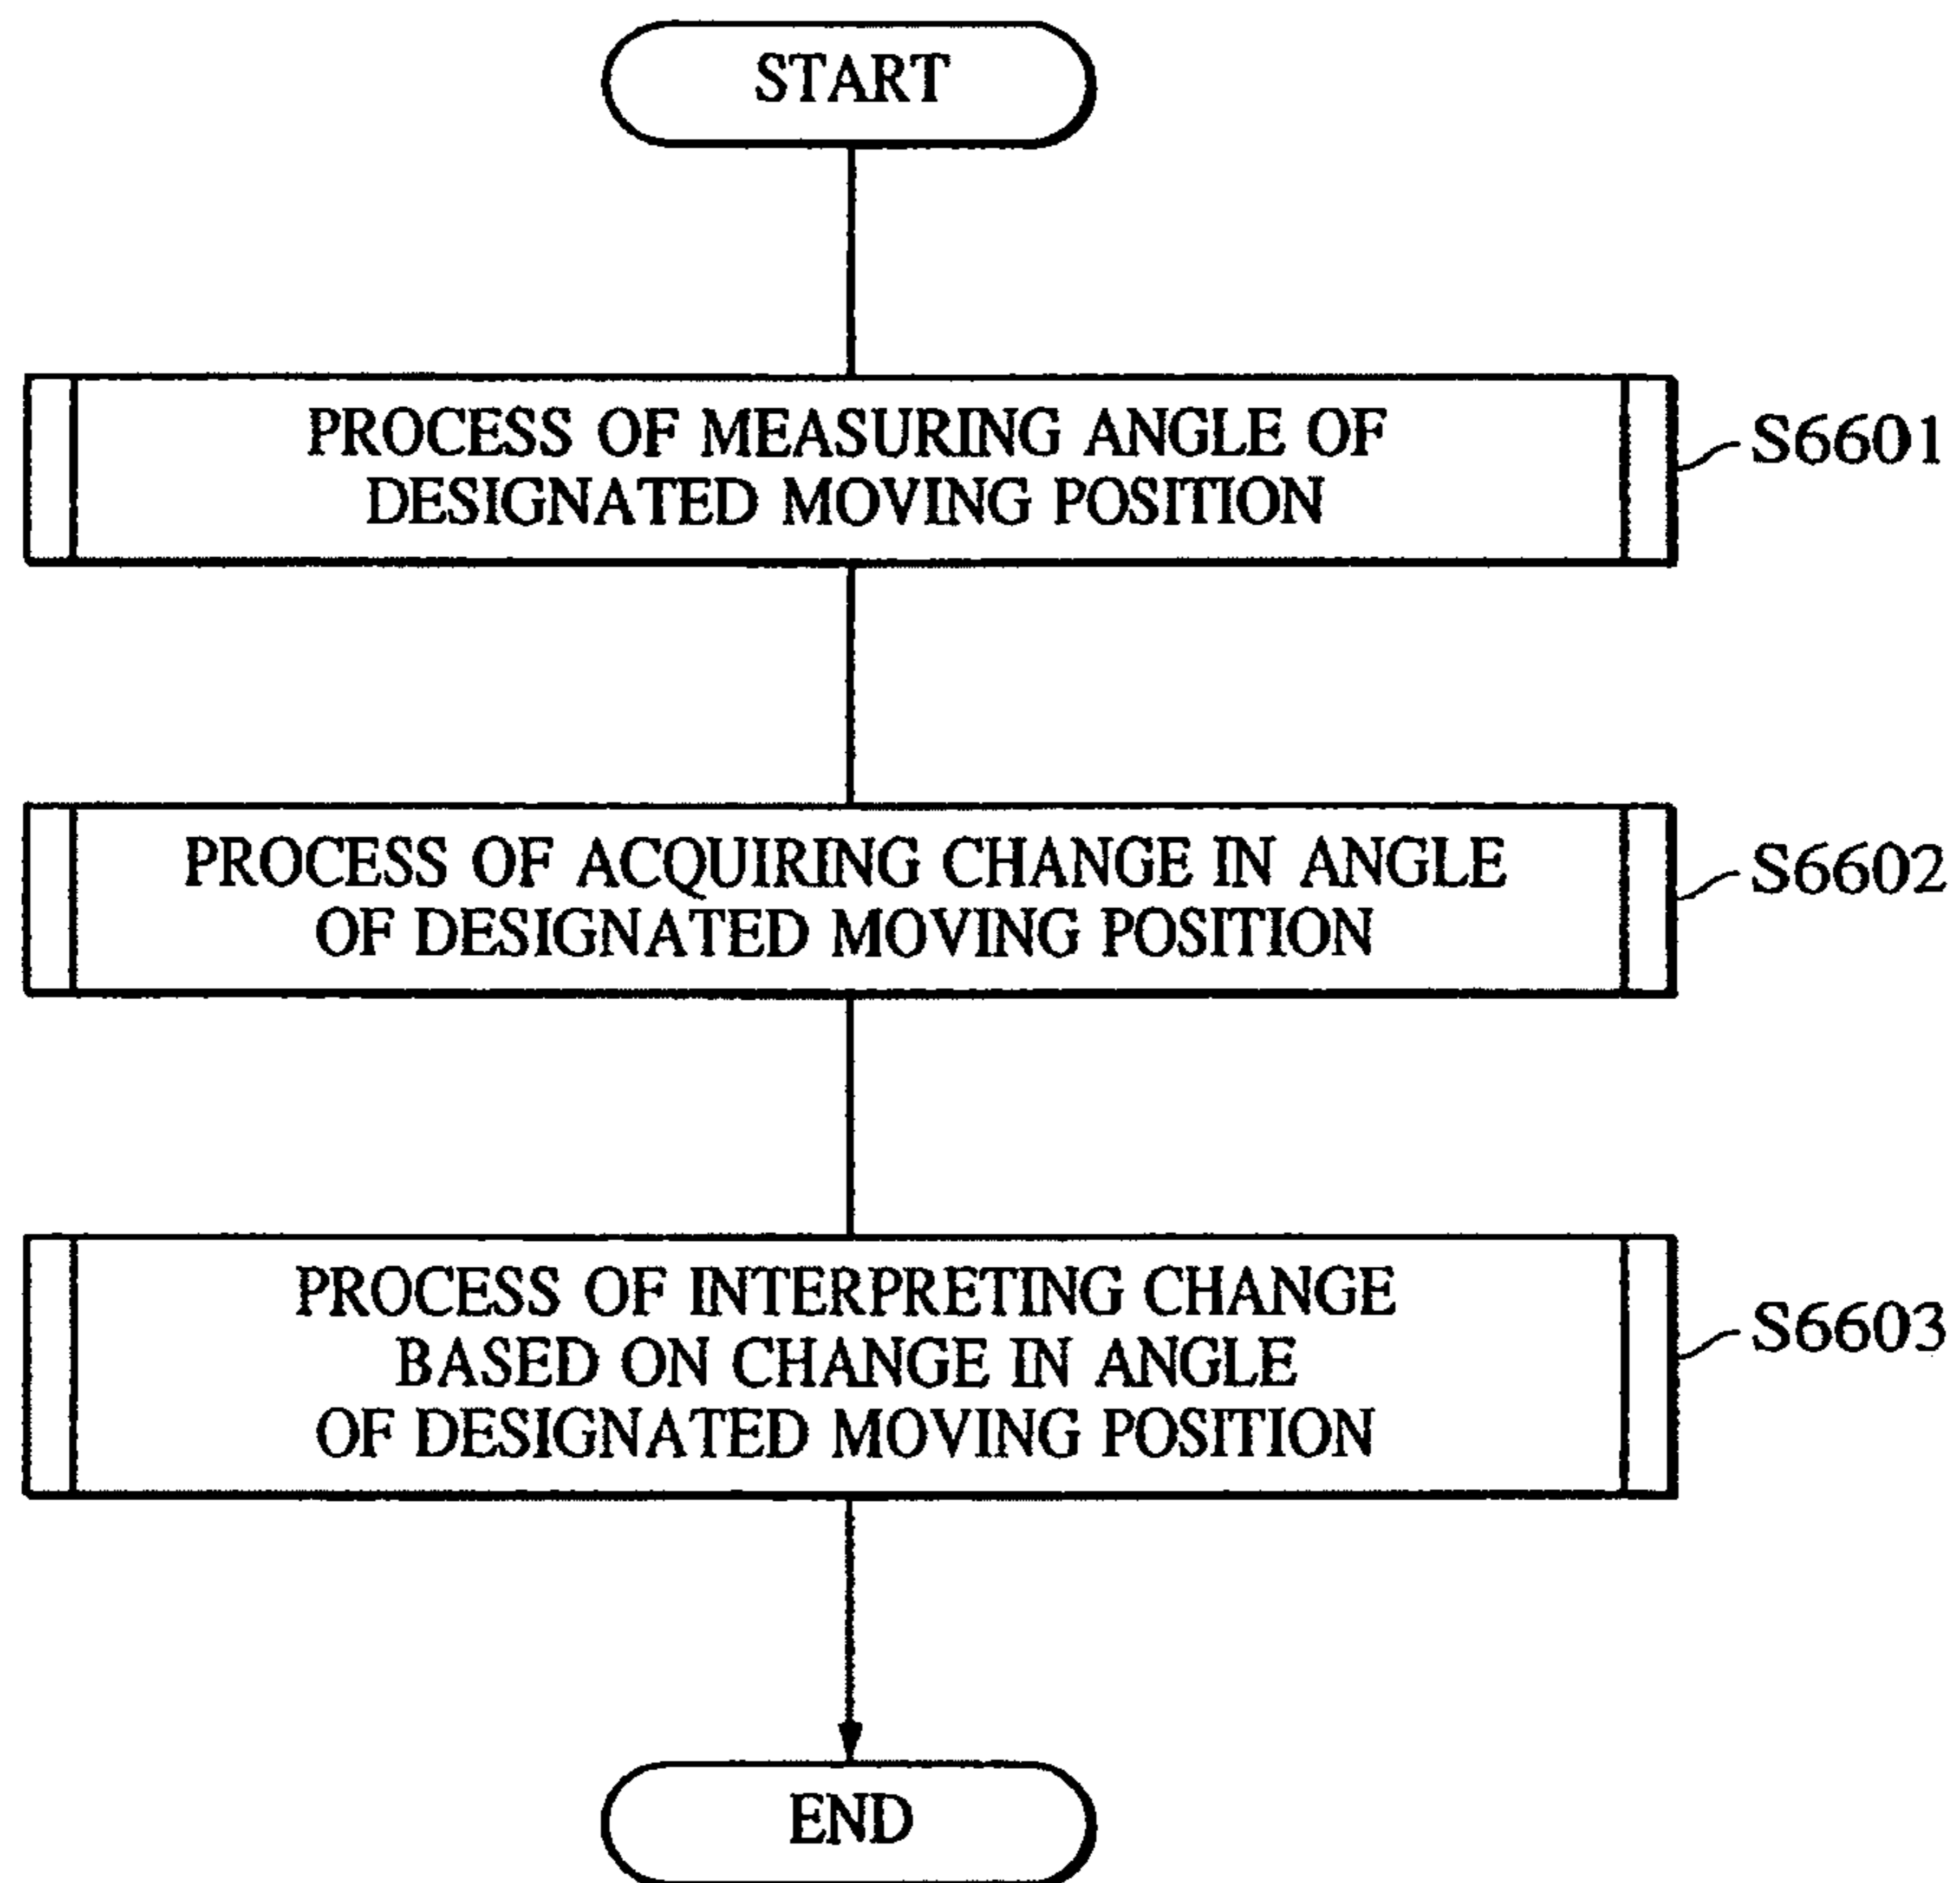 START
PROCESS OF MEASURING ANGLE OF
DESIGNATED MOVING POSITION
S6601
PROCESS OF ACQUIRING CHANGE IN ANGLE
OF DESIGNATED MOVING POSITION
S6602
PROCESS OF INTERPRETING CHANGE
BASED ON CHANGE IN ANGLE
OF DESIGNATED MOVING POSITION
S6603
END